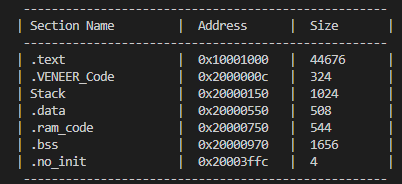 ---------------------------------------------------
| Section Name | Address | Size |
---------------------------------------------------
| .text | 0x10001000 | 44676 |
| .VENEER_Code | 0x2000000c | 324 |
| Stack | 0x20000150 | 1024 |
| .data | 0x20000550 | 508 |
| .ram_code | 0x20000750 | 544 |
| .bss | 0x20000970 | 1656 |
| .no_init | 0x20003ffc | 4 |
---------------------------------------------------